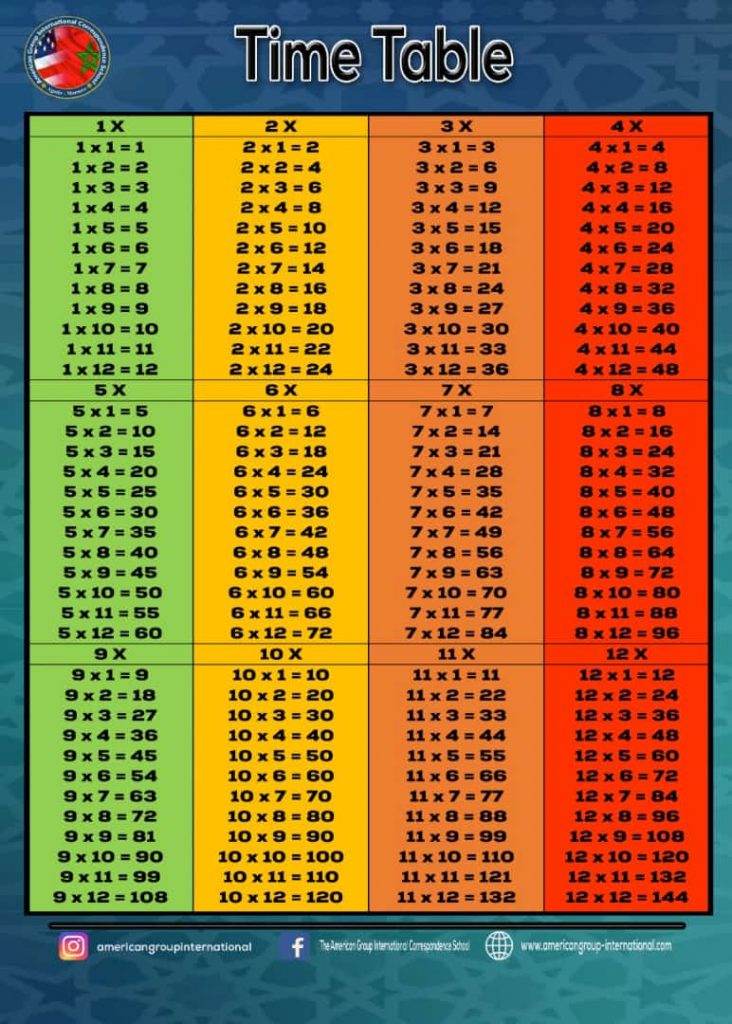 American Group International Correspondence School
Time Table
1 X
1 x 1 = 1
1 x 2 = 2
1 x 3 = 3
1 x 4 = 4
1 x 5 = 5
1 x 6 = 6
1 x 7 = 7
1 x 8 = 8
1 x 9 = 9
1 x 10 = 10
1 x 11 = 11
1 x 12 = 12
2 X
2 x 1 = 2
2 x 2 = 4
2 x 3 = 6
2 x 4 = 8
2 x 5 = 10
2 x 6 = 12
2 x 7 = 14
2 x 8 = 16
2 x 9 = 18
2 x 10 = 20
2 x 11 = 22
2 x 12 = 24
3 X
3 x 1 = 3
3 x 2 = 6
3 x 3 = 9
3 x 4 = 12
3 x 5 = 15
3 x 6 = 18
3 x 7 = 21
3 x 8 = 24
3 x 9 = 27
3 x 10 = 30
3 x 11 = 33
3 x 12 = 36
4 X
4 x 1 = 4
4 x 2 = 8
4 x 3 = 12
4 x 4 = 16
4 x 5 = 20
4 x 6 = 24
4 x 7 = 28
4 x 8 = 32
4 x 9 = 36
4 x 10 = 40
4 x 11 = 44
4 x 12 = 48
5 X
5 x 1 = 5
5 x 2 = 10
5 x 3 = 15
5 x 4 = 20
5 x 5 = 25
5 x 6 = 30
5 x 7 = 35
5 x 8 = 40
5 x 9 = 45
5 x 10 = 50
5 x 11 = 55
5 x 12 = 60
6 X
6 x 1 = 6
6 x 2 = 12
6 x 3 = 18
6 x 4 = 24
6 x 5 = 30
6 x 6 = 36
6 x 7 = 42
6 x 8 = 48
6 x 9 = 54
6 x 10 = 60
6 x 11 = 66
6 x 12 = 72
7 X
7 x 1 = 7
7 x 2 = 14
7 x 3 = 21
7 x 4 = 28
7 x 5 = 35
7 x 6 = 42
7 x 7 = 49
7 x 8 = 56
7 x 9 = 63
7 x 10 = 70
7 x 11 = 77
7 x 12 = 84
8 X
8 x 1 = 8
8 x 2 = 16
8 x 3 = 24
8 x 4 = 32
8 x 5 = 40
8 x 6 = 48
8 x 7 = 56
8 x 8 = 64
8 x 9 = 72
8 x 10 = 80
8 x 11 = 88
8 x 12 = 96
9 X
9 x 1 = 9
9 x 2 = 18
9 x 3 = 27
9 x 4 = 36
9 x 5 = 45
9 x 6 = 54
9 x 7 = 63
9 x 8 = 72
9 x 9 = 81
9 x 10 = 90
9 x 11 = 99
9 x 12 = 108
10 X
10 x 1 = 10
10 x 2 = 20
10 x 3 = 30
10 x 4 = 40
10 x 5 = 50
10 x 6 = 60
10 x 7 = 70
10 x 8 = 80
10 x 9 = 90
10 x 10 = 100
10 x 11 = 110
10 x 12 = 120
11 X
11 x 1 = 11
11 x 2 = 22
11 x 3 = 33
11 x 4 = 44
11 x 5 = 55
11 x 6 = 66
11 x 7 = 77
11 x 8 = 88
11 x 9 = 99
11 x 10 = 110
11 x 11 = 121
11 x 12 = 132
12 X
12 x 1 = 12
12 x 2 = 24
12 x 3 = 36
12 x 4 = 48
12 x 5 = 60
12 x 6 = 72
12 x 7 = 84
12 x 8 = 96
12 x 9 = 108
12 x 10 = 120
12 x 11 = 132
12 x 12 = 144
americangroupinternational
The American Group International Correspondence School
www.americangroup-international.com